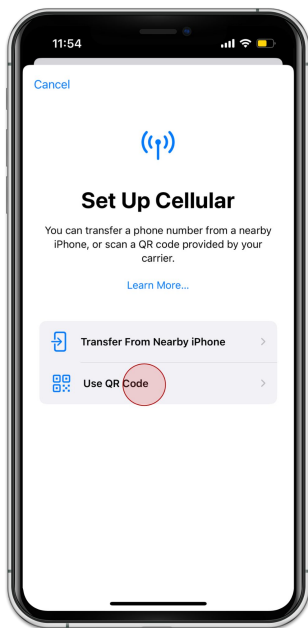 11:54
Cancel
Set Up Cellular
You can transfer a phone number from a nearby
iPhone, or scan a QR code provided by your
carrier.
Learn More...
Transfer From Nearby iPhone
Use QR Code